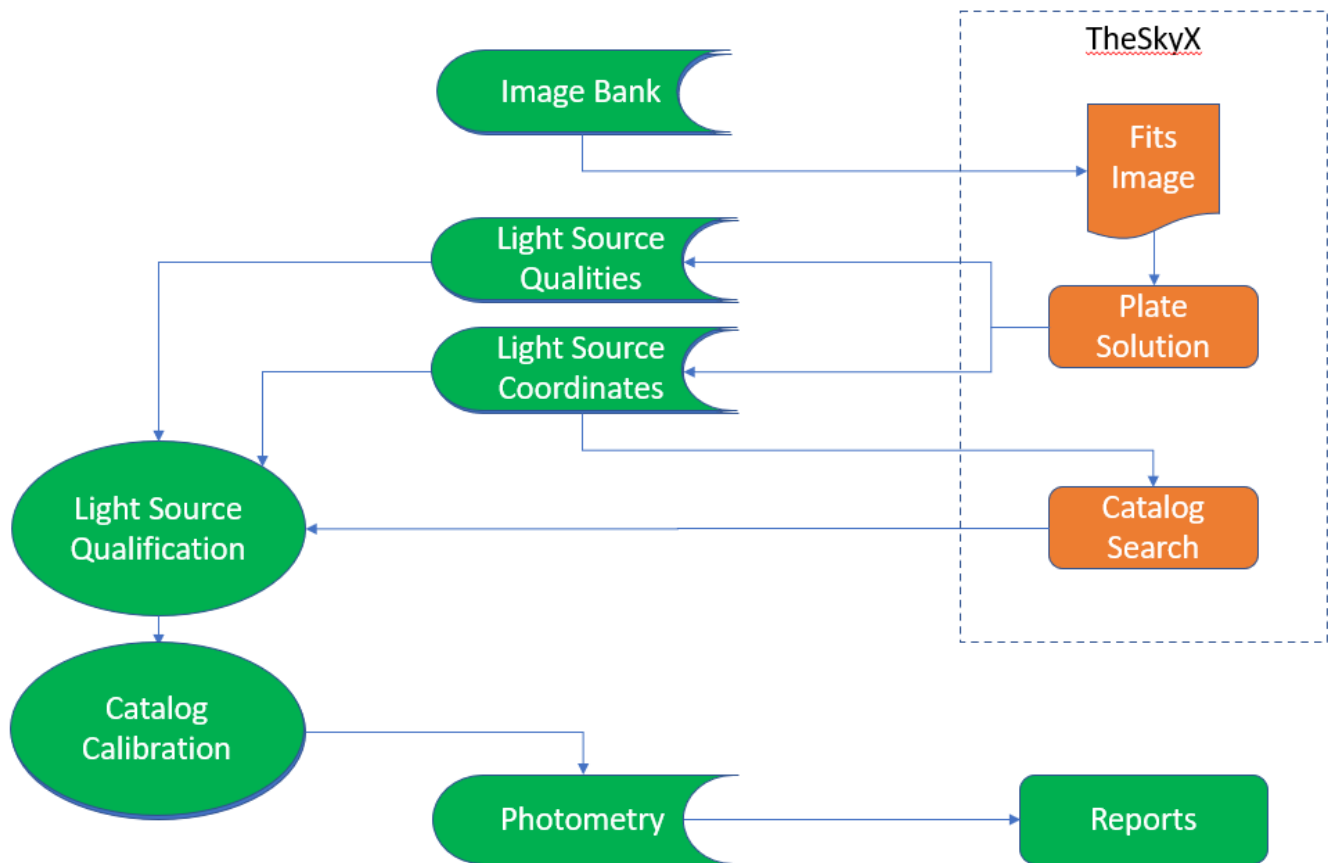 TheSkyX
Image Bank
Fits
Image
Light Source
Qualities
Plate
Solution
Light Source
Coordinates
Light Source
Qualification
Catalog
Search
Catalog
Calibration
Photometry
Reports